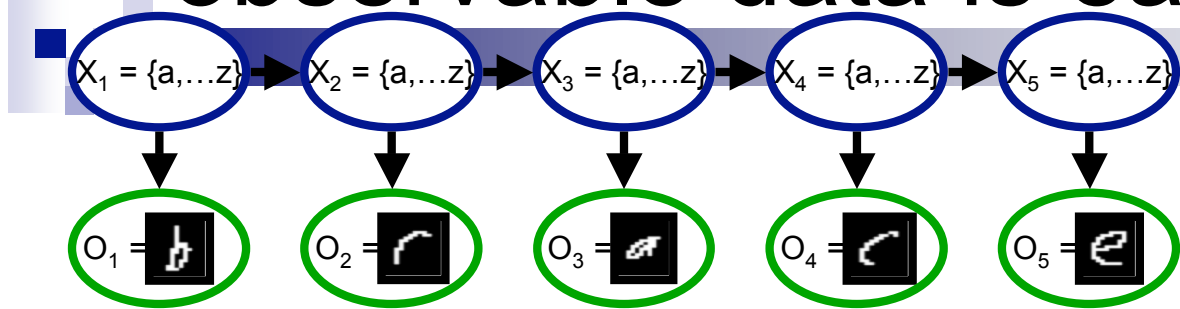 X1 = {a,…z} X2 = {a,…z} X3 = {a,…z} X4 = {a,…z} X5 = {a,…z}
O1 = b O2 = r O3 = a O4 = c O5 = e